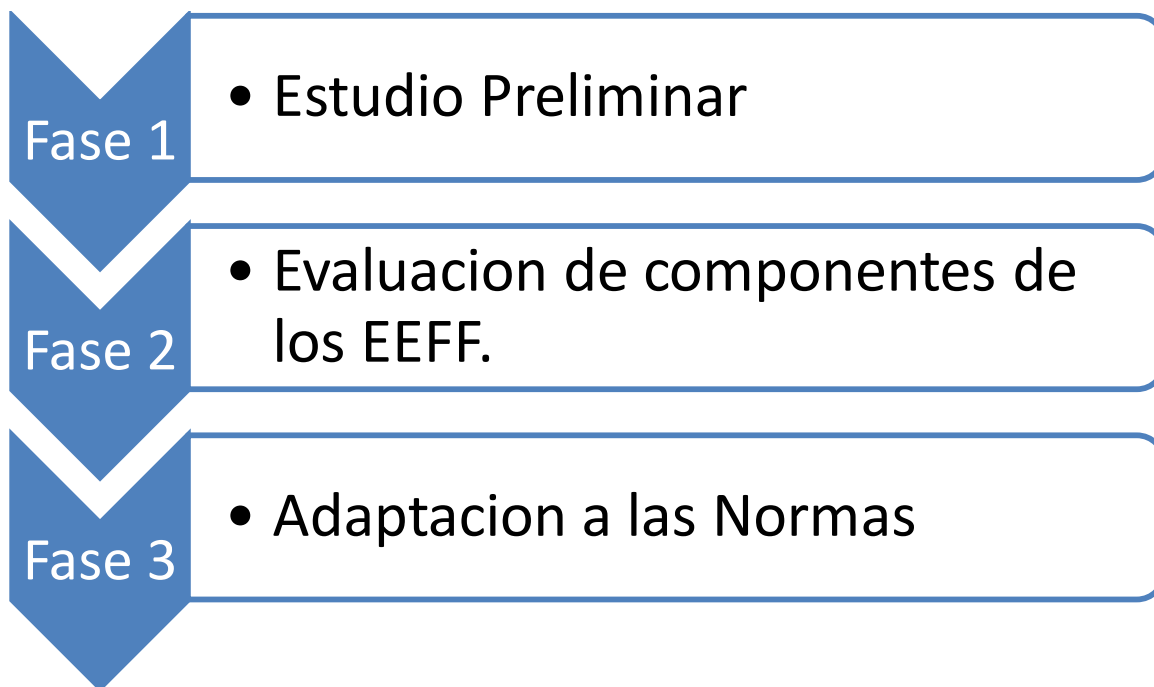 Fase 1
• Estudio Preliminar
Fase 2
• Evaluacion de componentes de
los EEFF.
Fase 3
• Adaptacion a las Normas